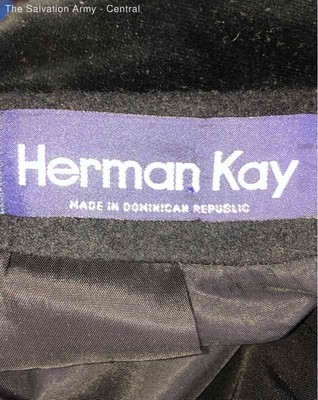 The Salvation Army - Central
Herman Kay
MADE IN DOMINICAN REPUBLIC